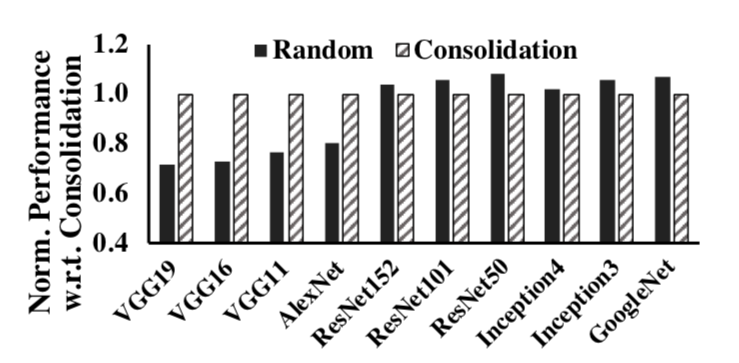 Norm. Performance
w.r.t. Consolidation
1.2
1.0
0.8
0.6
0.4
Random
Consolidation
VGG19
VGG16
VGG11
AlexNet
ResNet152
ResNet101
ResNet50
Inception4
Inception3
GoogleNet